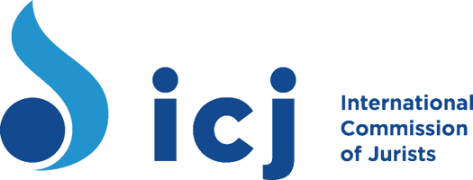 icj
International
Commission
of Jurists